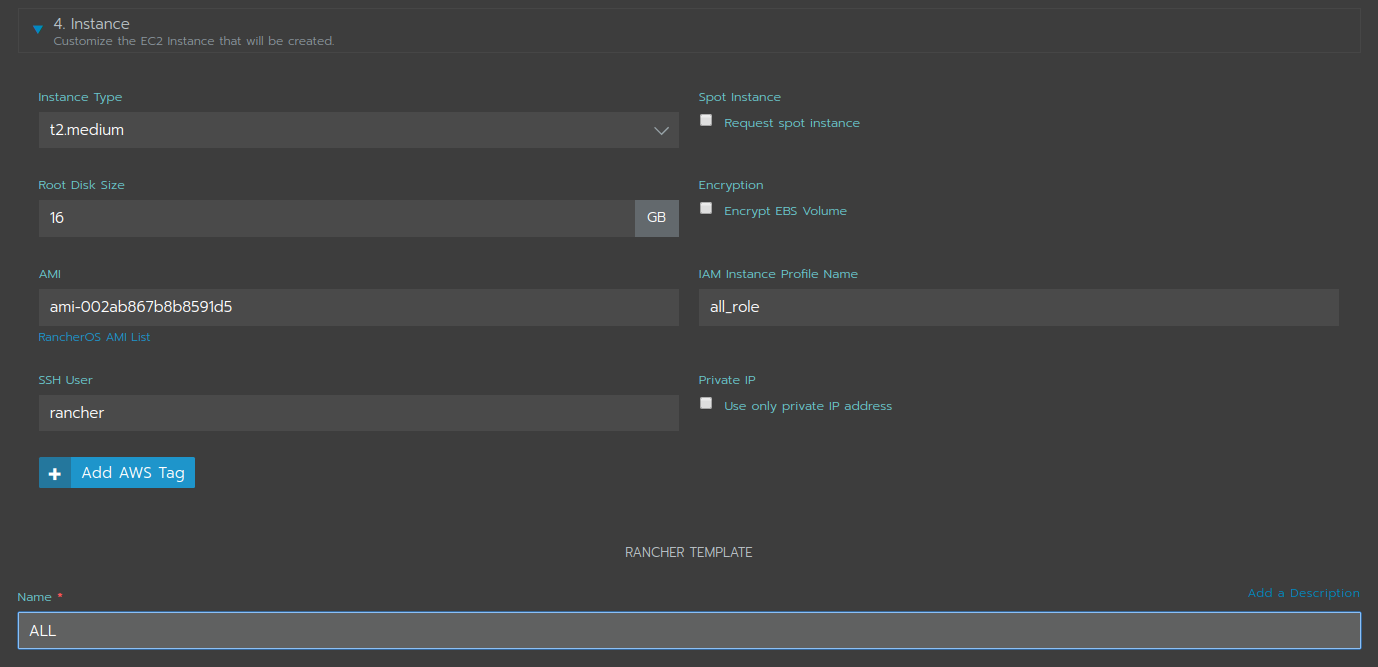 4. Instance
Customize the EC2 Instance that will be created.
Instance Type
t2.medium
Spot Instance
Request spot instance
Root Disk Size
16
GB
Encryption
Encrypt EBS Volume
AMI
ami-002ab867b8b8591d5
RancherOS AMI List
IAM Instance Profile Name
all_role
SSH User
rancher
Private IP
Use only private IP address
+ Add AWS Tag
RANCHER TEMPLATE
Name *
Add a Description
ALL